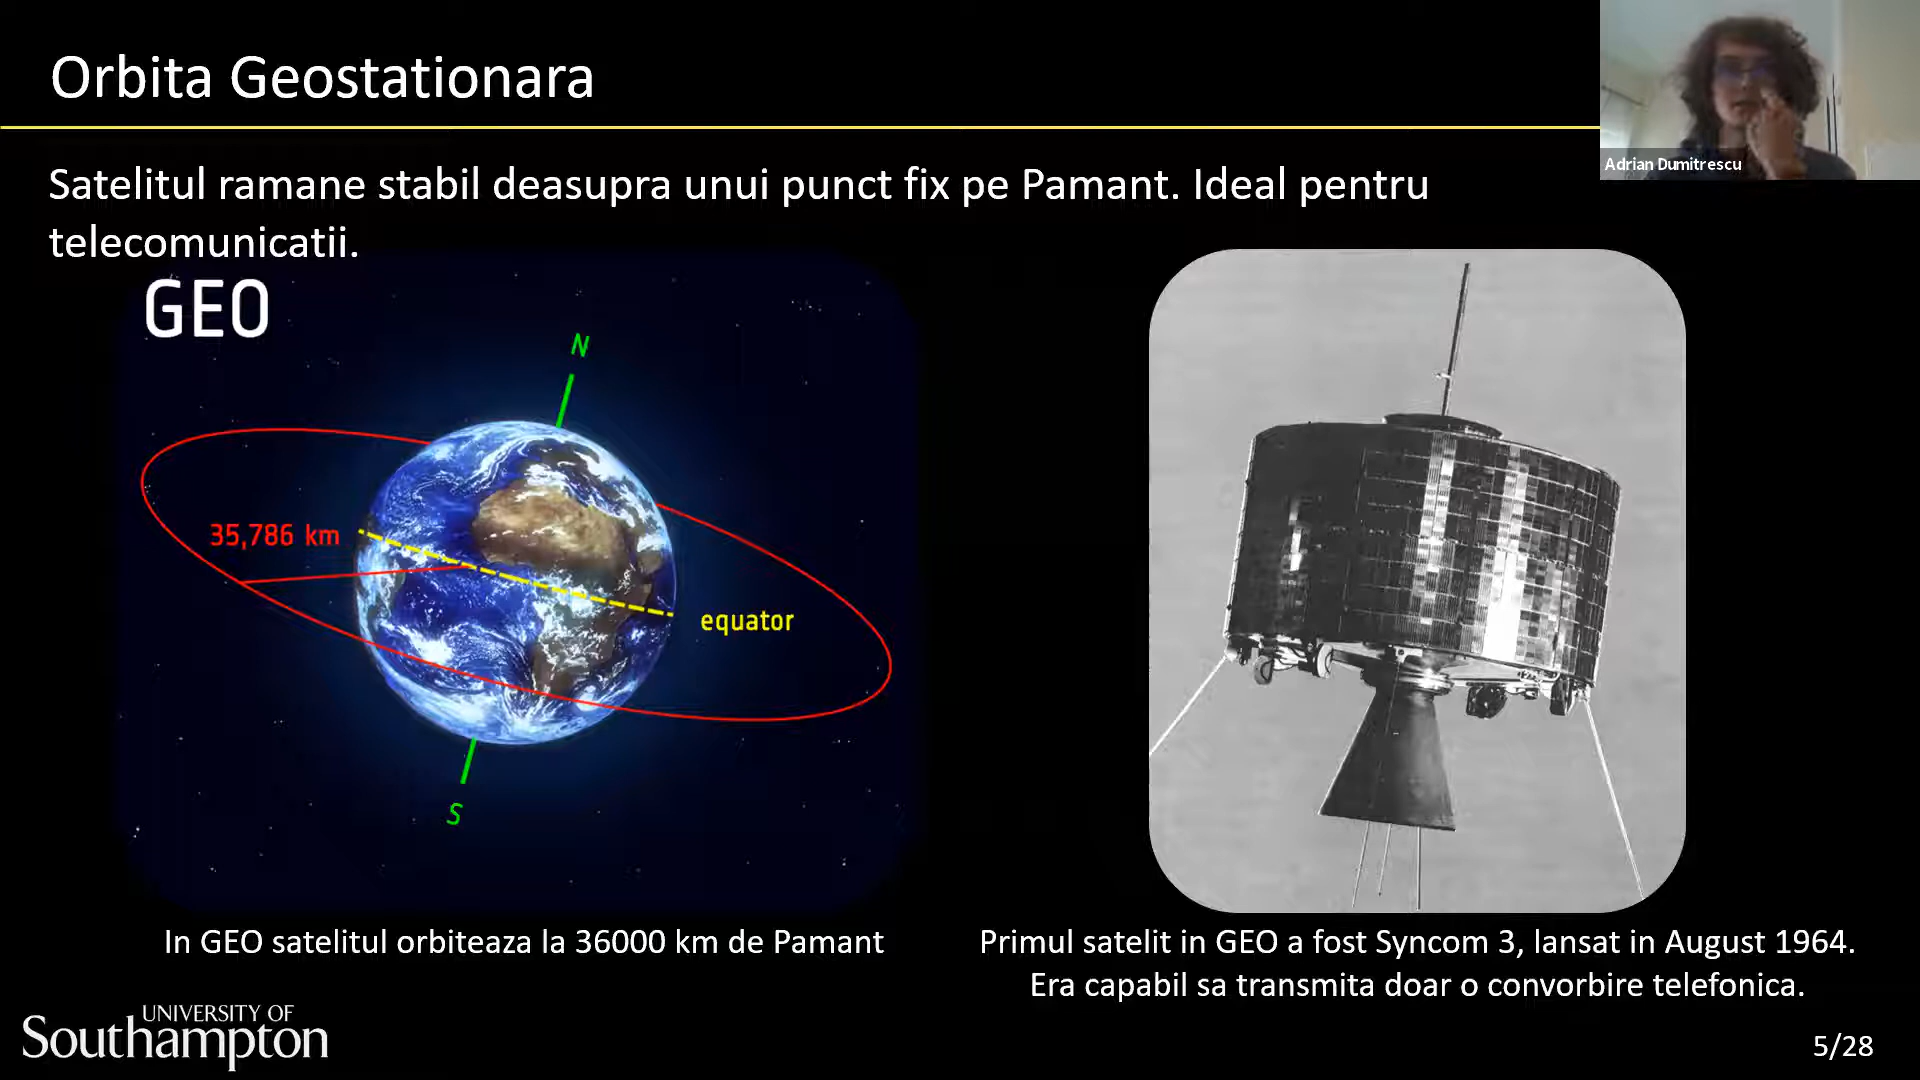 Orbita Geostationara
Adrian Dumitrescu
Satelitul ramane stabil deasupra unui punct fix pe Pamant. Ideal pentru
telecomunicatii.
GEO
N
35,786 km
equator
S
In GEO satelitul orbiteaza la 36000 km de Pamant
Primul satelit in GEO a fost Syncom 3, lansat in August 1964.
Era capabil sa transmita doar o convorbire telefonica.
UNIVERSITY OF
Southampton
5/28